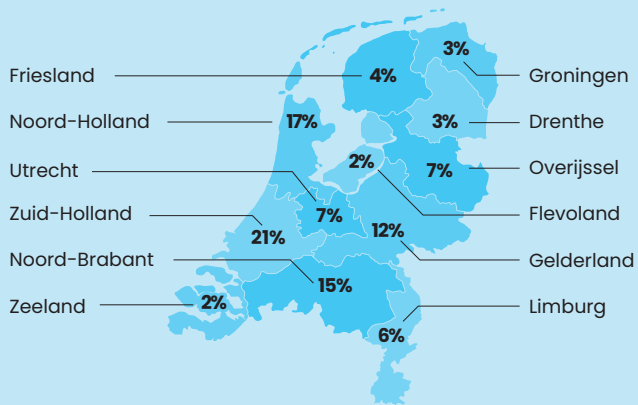 3%
Friesland
4%
Groningen
Noord-Holland
17%
3%
Drenthe
Utrecht
2%
7%
Overijssel
Zuid-Holland
7%
Flevoland
21%
12%
Noord-Brabant
Gelderland
15%
Zeeland
2%
Limburg
6%